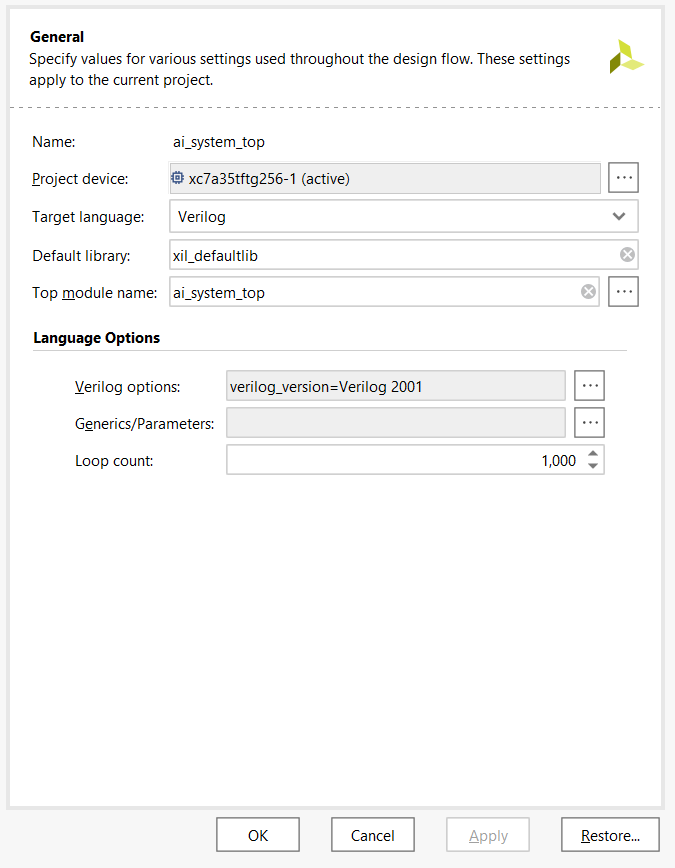 General
Specify values for various settings used throughout the design flow. These settings
apply to the current project.
Name: ai_system_top
Project device: xc7a35tftg256-1 (active) ...
Target language: Verilog
Default library: xil_defaultlib
Top module name: ai_system_top ...
Language Options
Verilog options: verilog_version=Verilog 2001 ...
Generics/Parameters: ...
Loop count: 1,000
OK Cancel Apply Restore...